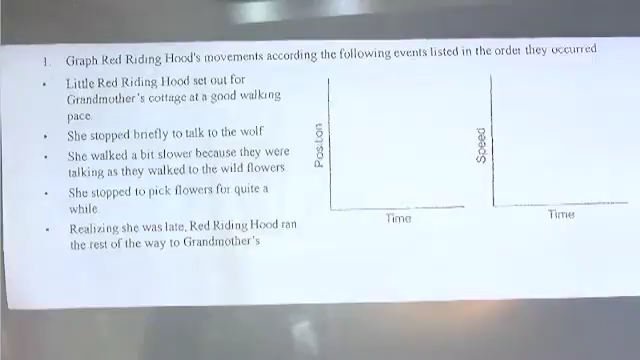 1. Graph Red Riding Hood's movements according the following events listed in the order they occurred
• Little Red Riding Hood set out for
Grandmother's cottage at a good walking
pace.
• She stopped briefly to talk to the wolf
• She walked a bit slower because they were
talking as they walked to the wild flowers
• She stopped to pick flowers for quite a
while.
• Realizing she was late, Red Riding Hood ran
the rest of the way to Grandmother's
Position
Time
Speed
Time